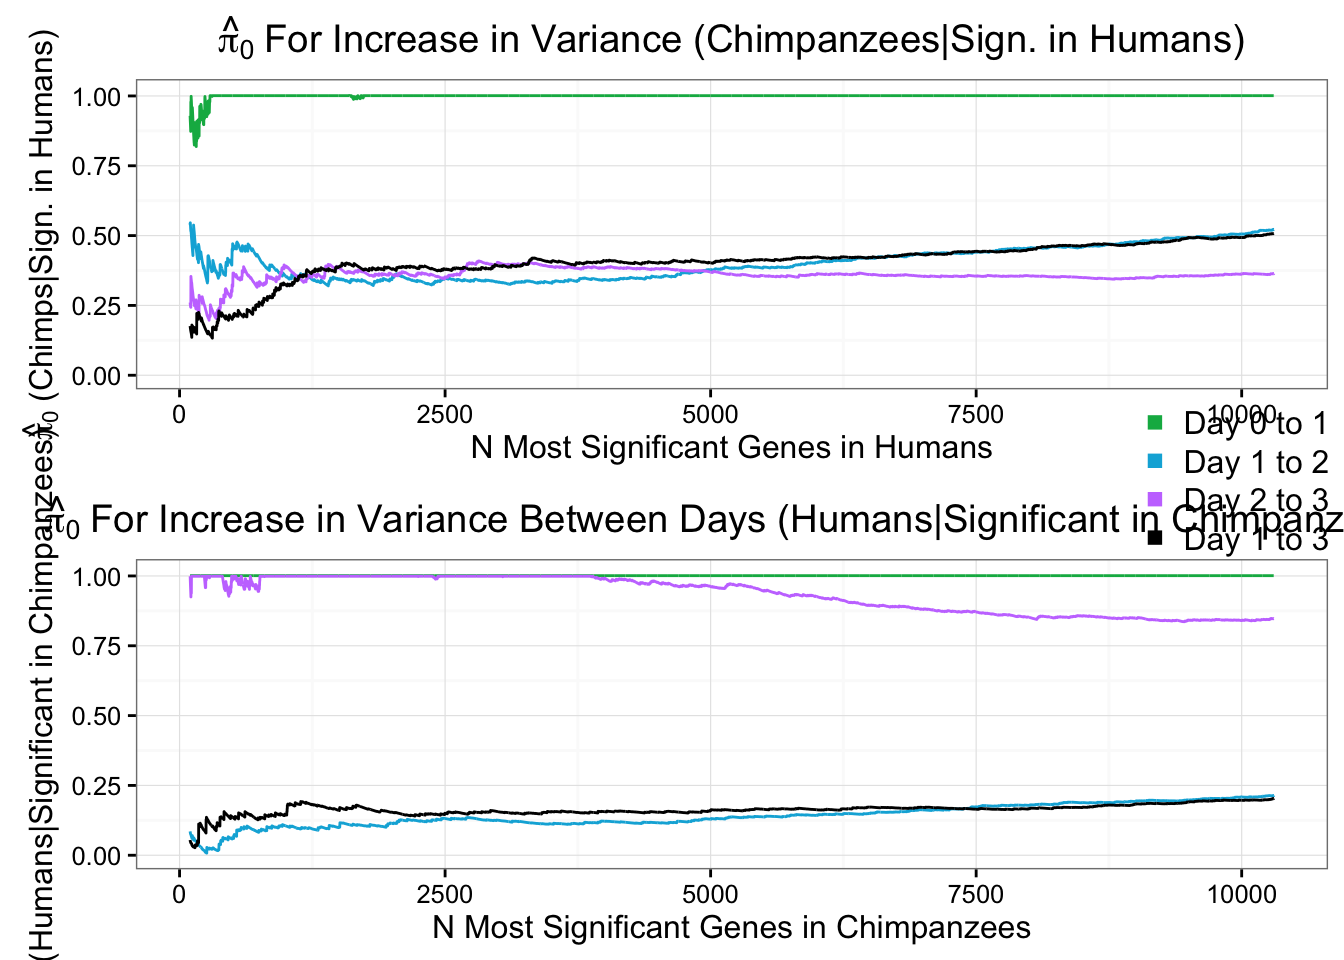 π̂0 For Increase in Variance (Chimpanzees|Sign. in Humans)
π̂0 (Chimps|Sign. in Humans)
1.00
0.75
0.50
0.25
0.00
0 2500 5000 7500 10000
N Most Significant Genes in Humans
Day 0 to 1
Day 1 to 2
Day 2 to 3
Day 1 to 3
π̂0 For Increase in Variance Between Days (Humans|Significant in Chimpanz
(Humans|Significant in Chimpanzees)
1.00
0.75
0.50
0.25
0.00
0 2500 5000 7500 10000
N Most Significant Genes in Chimpanzees